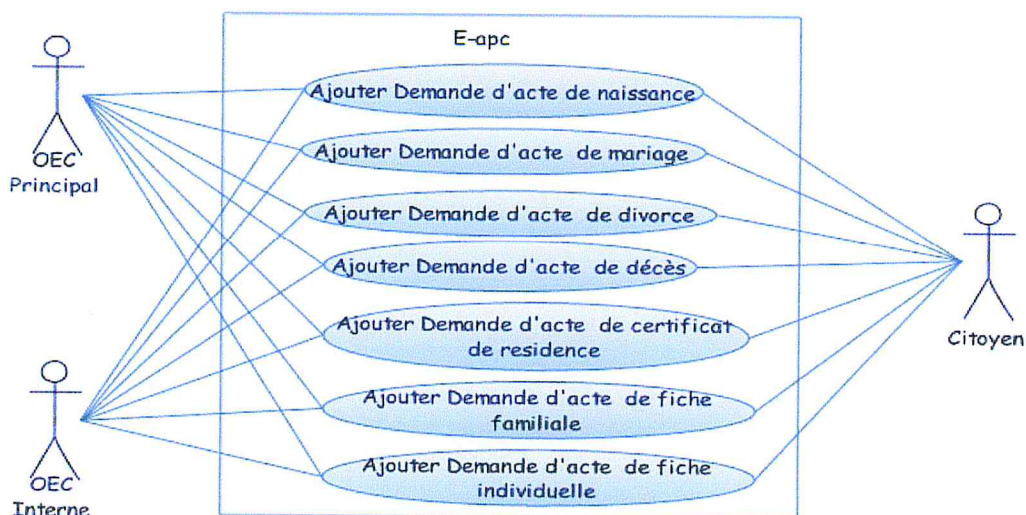 E-apc
Ajouter Demande d'acte de naissance
Ajouter Demande d'acte de mariage
Ajouter Demande d'acte de divorce
Ajouter Demande d'acte de décès
Ajouter Demande d'acte de certificat
de residence
Ajouter Demande d'acte de fiche
familiale
Ajouter Demande d'acte de fiche
individuelle
OEC
Principal
OEC
Interne
Citoyen